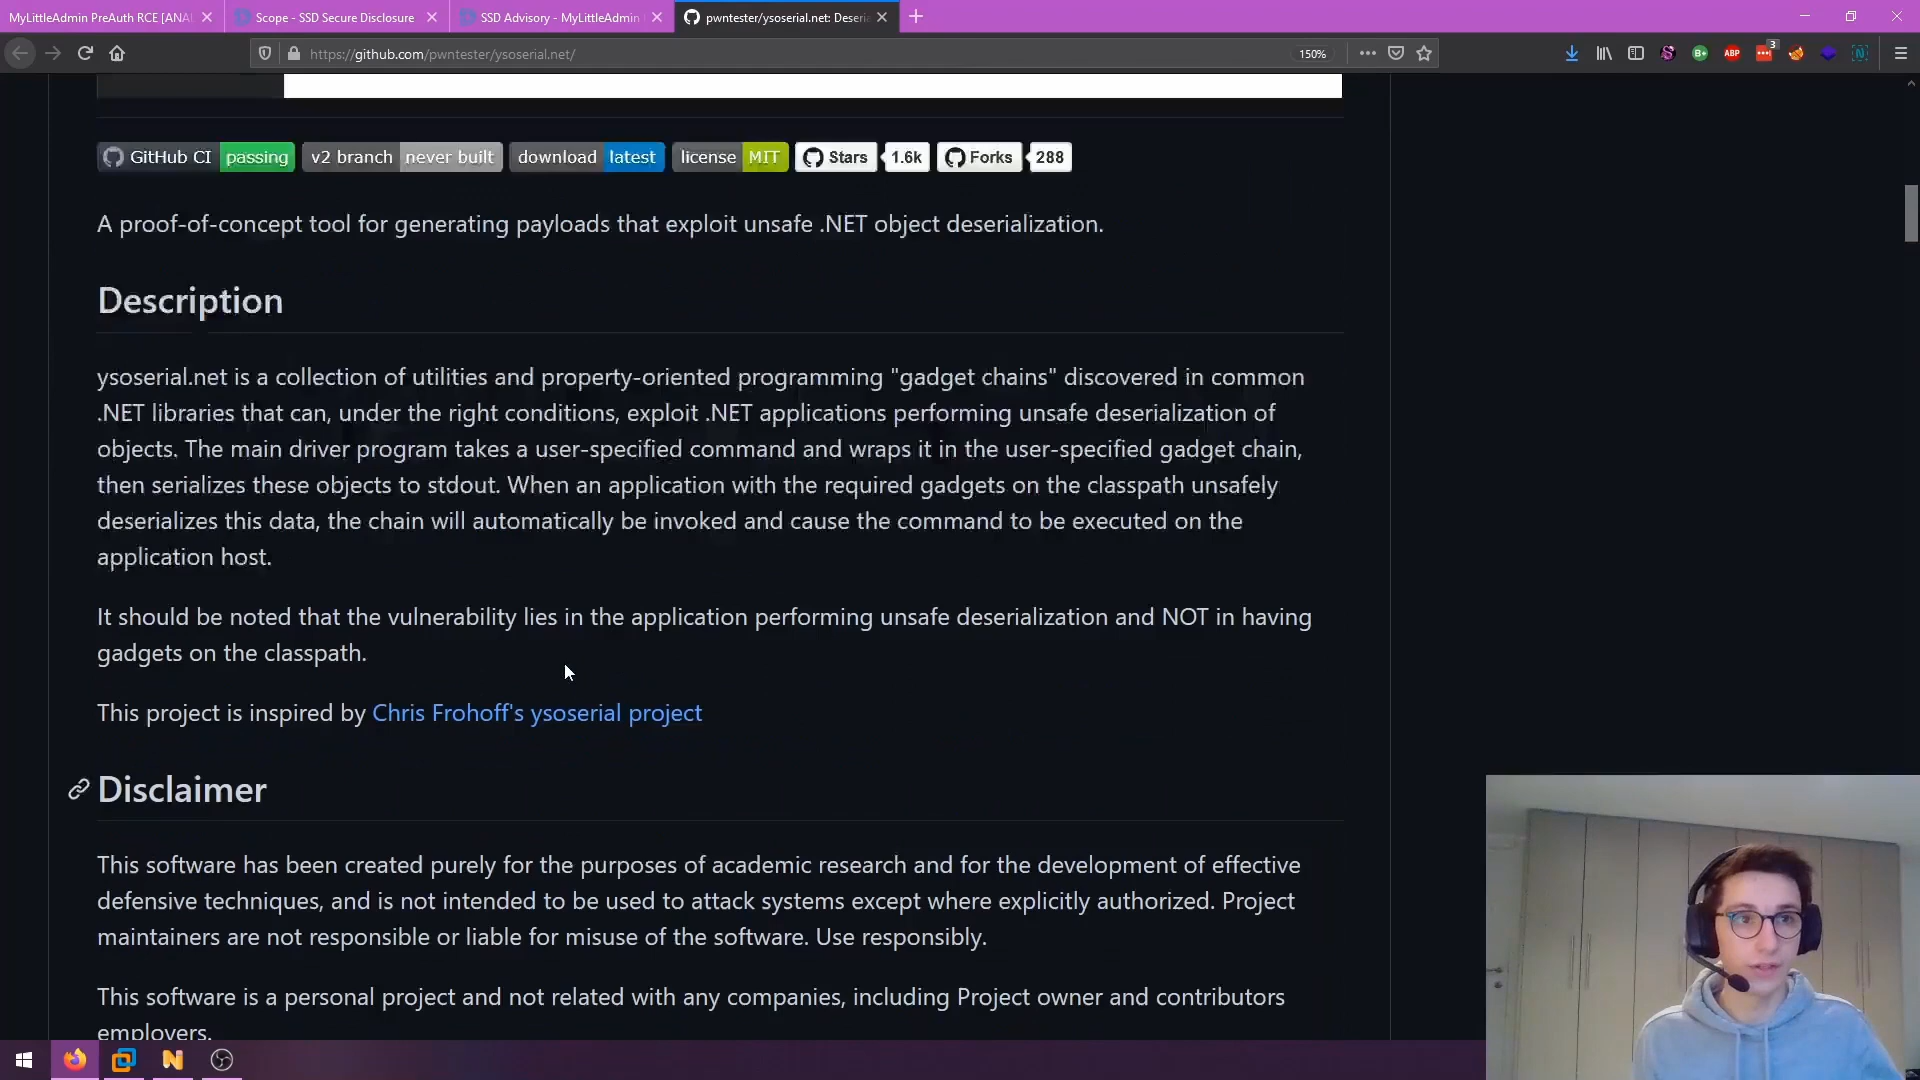 MyLittleAdmin PreAuth RCE [ANAL
Scope - SSD Secure Disclosure
SSD Advisory - MyLittleAdmin
pwntester/ysoserial.net: Deseria
https://github.com/pwntester/ysoserial.net/
150%
ABP
3
GitHub CI passing
v2 branch never built
download latest
license MIT
Stars 1.6k
Forks 288
A proof-of-concept tool for generating payloads that exploit unsafe .NET object deserialization.
Description
ysoserial.net is a collection of utilities and property-oriented programming "gadget chains" discovered in common
.NET libraries that can, under the right conditions, exploit .NET applications performing unsafe deserialization of
objects. The main driver program takes a user-specified command and wraps it in the user-specified gadget chain,
then serializes these objects to stdout. When an application with the required gadgets on the classpath unsafely
deserializes this data, the chain will automatically be invoked and cause the command to be executed on the
application host.
It should be noted that the vulnerability lies in the application performing unsafe deserialization and NOT in having
gadgets on the classpath.
This project is inspired by Chris Frohoff's ysoserial project
Disclaimer
This software has been created purely for the purposes of academic research and for the development of effective
defensive techniques, and is not intended to be used to attack systems except where explicitly authorized. Project
maintainers are not responsible or liable for misuse of the software. Use responsibly.
This software is a personal project and not related with any companies, including Project owner and contributors
employers.